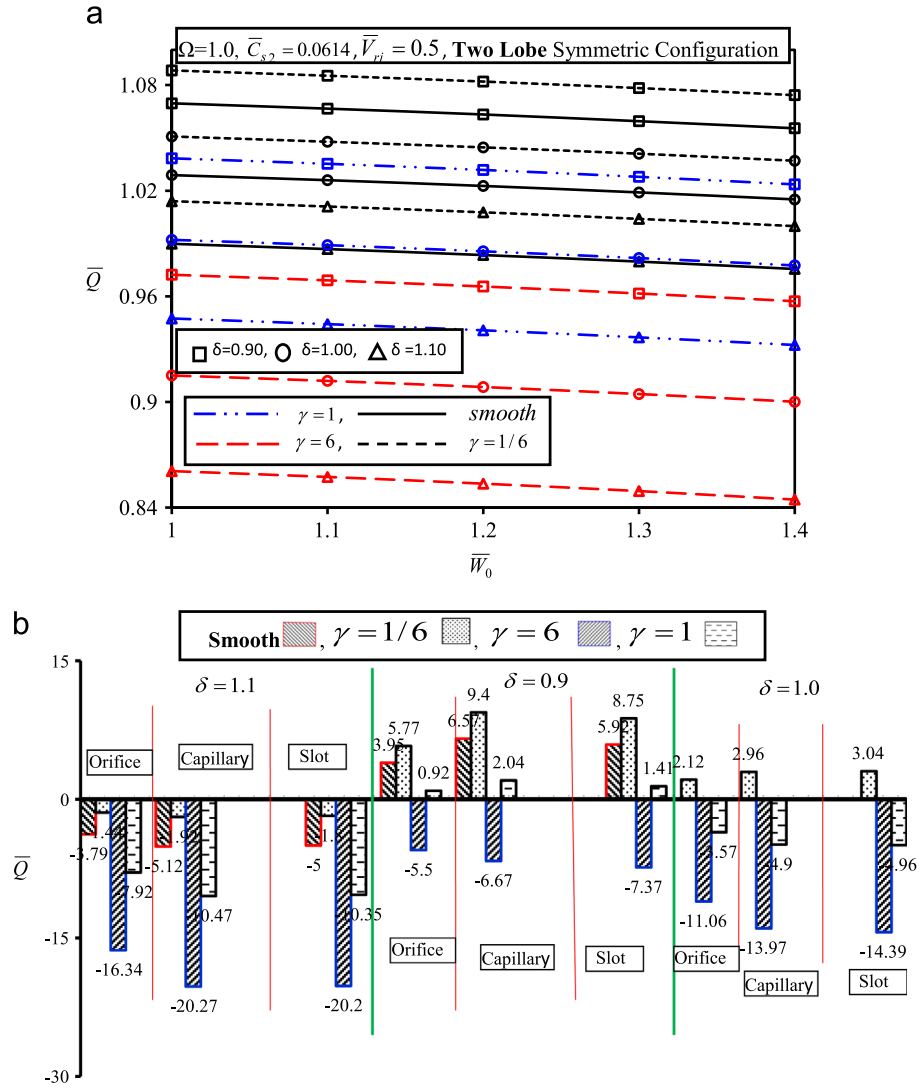 a
Ω=1.0, C̅s2 = 0.0614, V̅rj = 0.5, Two Lobe Symmetric Configuration
1.08
1.02
Q̅
0.96
δ=0.90, δ=1.00, δ=1.10
0.9
γ = 1, smooth
γ = 6, γ = 1/6
0.84
1 1.1 1.2 1.3 1.4
W̅0
b
Smooth , γ = 1/6 , γ = 6 , γ = 1
15
δ = 1.1 δ = 0.9 δ = 1.0
9.4 8.75
5.77 6.57 5.92
3.95 2.96 3.04
Orifice Capillary Slot 0.92 2.04 1.41 2.12
0
-3.79 -5.12 -5 -5.5 -4.9 -4.96
-6.67 -7.37
Q̅
-10.47 -10.35 -11.06
-13.97 -14.39
-15
Orifice Capillary Slot Orifice
-16.34 Capillary Slot
-20.27 -20.2
-30